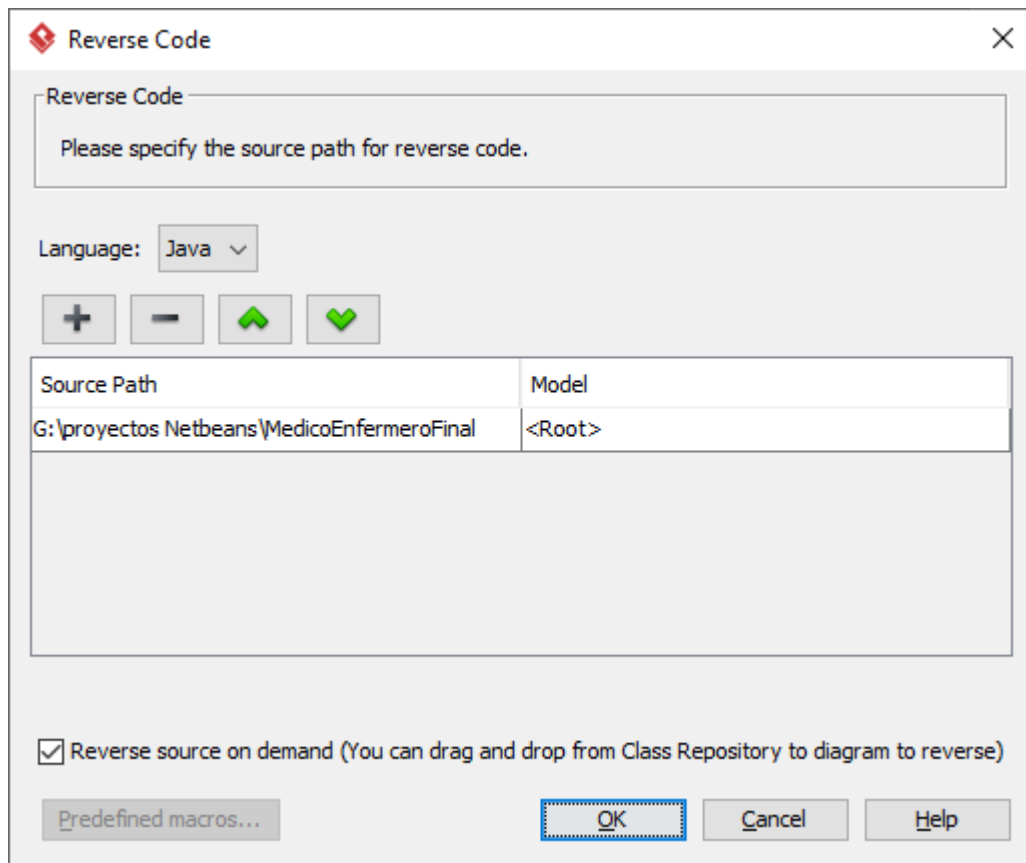 Reverse Code
Reverse Code
Please specify the source path for reverse code.
Language: Java
Source Path Model
G:\proyectos Netbeans\MedicoEnfermeroFinal <Root>
Reverse source on demand (You can drag and drop from Class Repository to diagram to reverse)
Predefined macros... OK Cancel Help